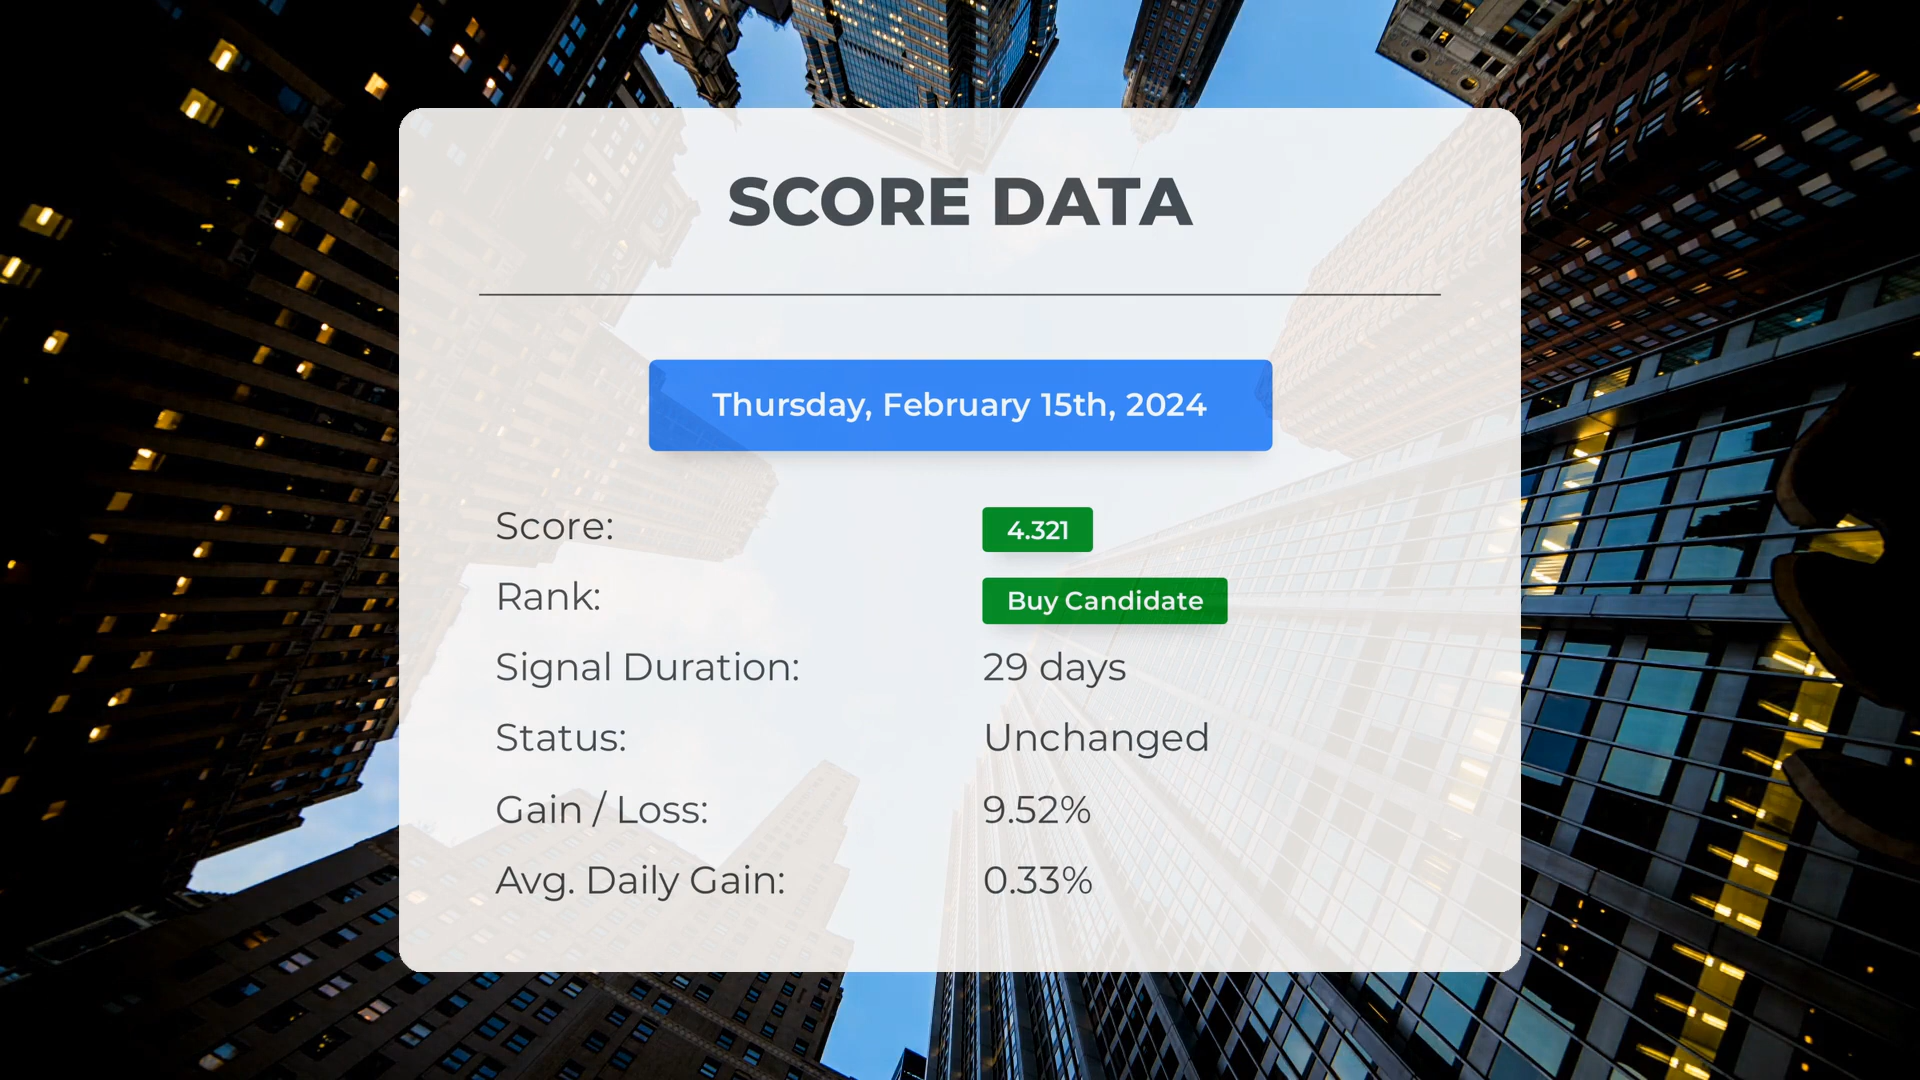 SCORE DATA
Thursday, February 15th, 2024
Score: 4.321
Rank: Buy Candidate
Signal Duration: 29 days
Status: Unchanged
Gain / Loss: 9.52%
Avg. Daily Gain: 0.33%